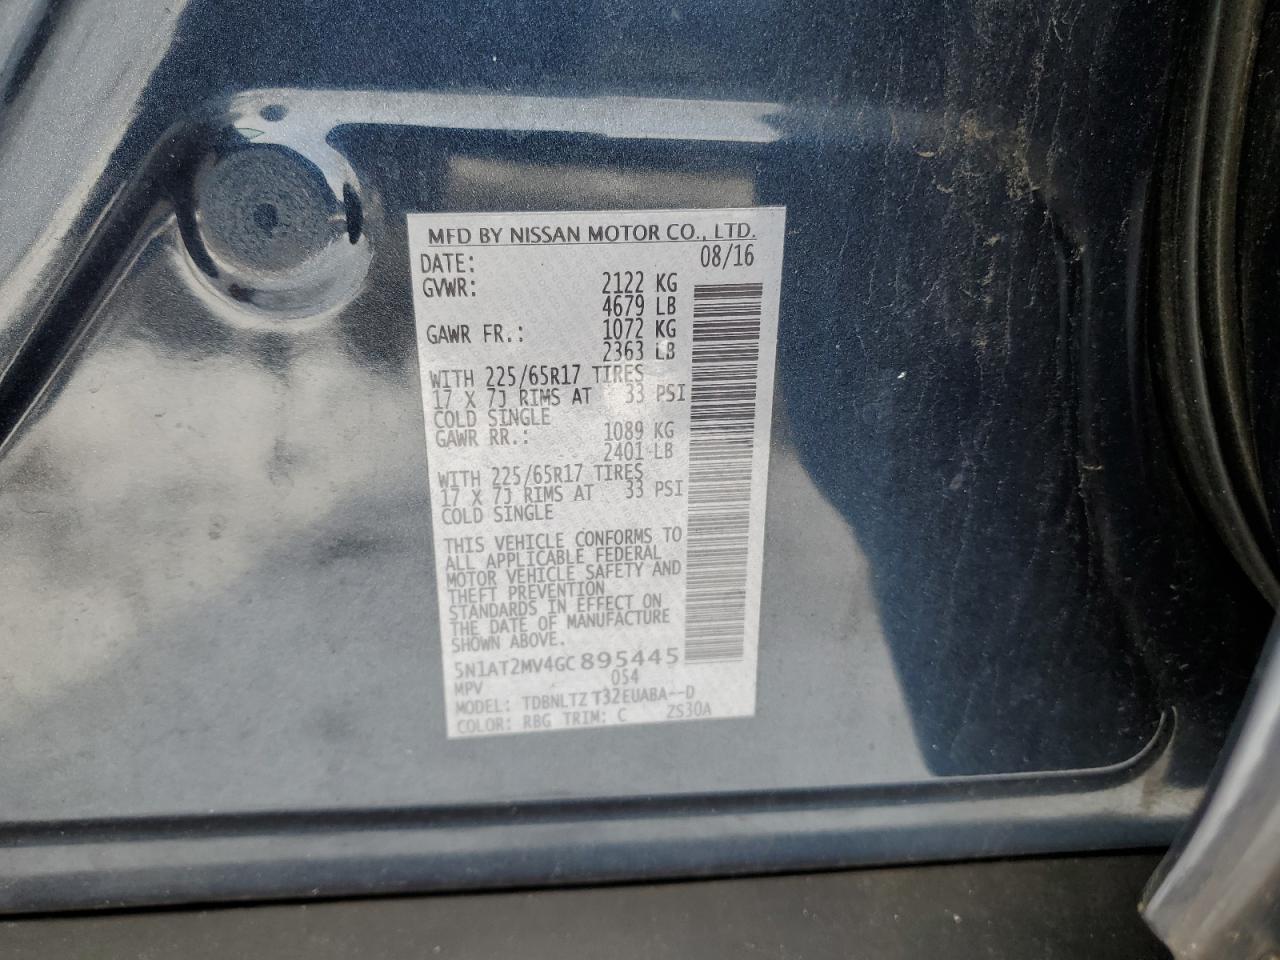 MFD BY NISSAN MOTOR CO., LTD.
DATE: 08/16
GVWR: 2122 KG
4679 LB
GAWR FR.: 1072 KG
2363 LB
WITH 225/65R17 TIRES
17 X 7J RIMS AT 33 PSI
COLD SINGLE
GAWR RR.: 1089 KG
2401 LB
WITH 225/65R17 TIRES
17 X 7J RIMS AT 33 PSI
COLD SINGLE
THIS VEHICLE CONFORMS TO
ALL APPLICABLE FEDERAL
MOTOR VEHICLE SAFETY AND
THEFT PREVENTION
STANDARDS IN EFFECT ON
THE DATE OF MANUFACTURE
SHOWN ABOVE.
5N1AT2MV4GC895445
MPV 0S4
MODEL: TDBNLTZ T32EUABA--D
COLOR: RBG TRIM: C ZS30A